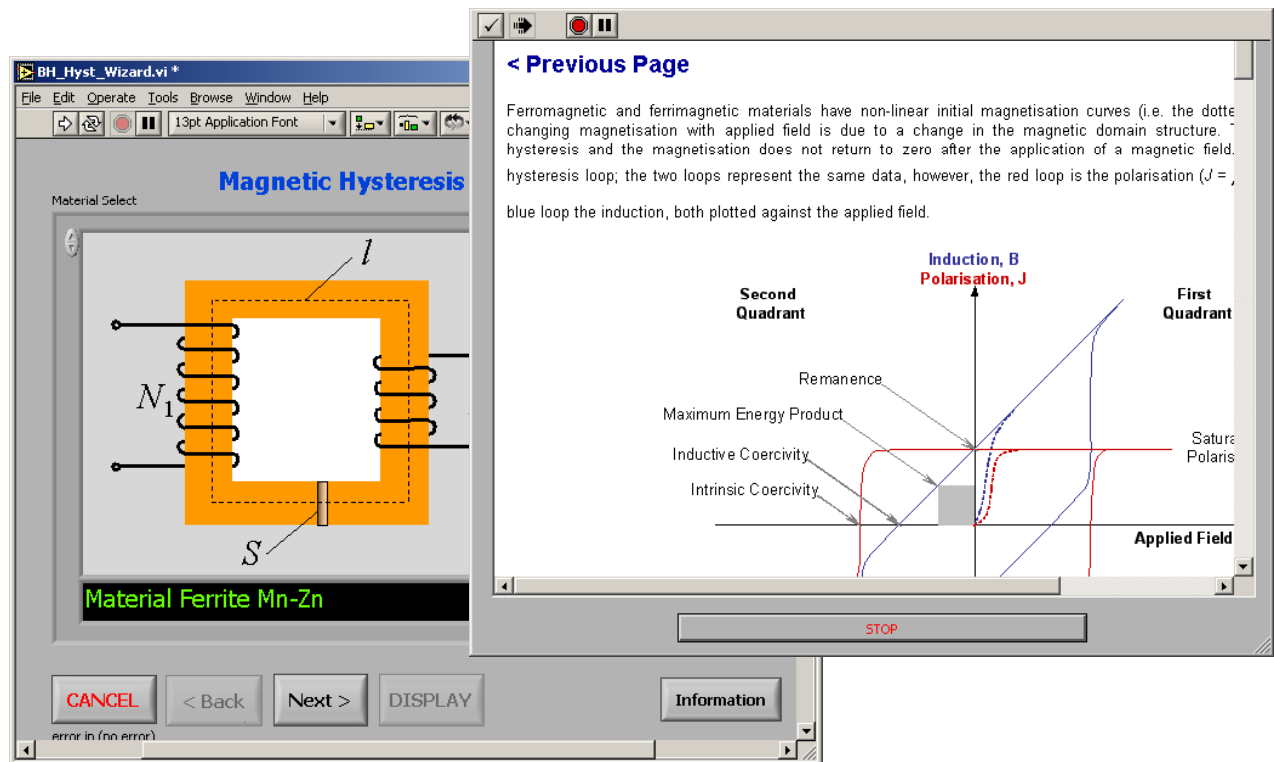 BH_Hyst_Wizard.vi *
File Edit Operate Tools Browse Window Help
13pt Application Font
Magnetic Hysteresis
Material Select
l
N1
S
Material Ferrite Mn-Zn
CANCEL
< Back
Next >
DISPLAY
Information
error in (no error)
< Previous Page
Ferromagnetic and ferrimagnetic materials have non-linear initial magnetisation curves (i.e. the dotte
changing magnetisation with applied field is due to a change in the magnetic domain structure.
hysteresis and the magnetisation does not return to zero after the application of a magnetic field.
hysteresis loop; the two loops represent the same data, however, the red loop is the polarisation (J =
blue loop the induction, both plotted against the applied field.
Induction, B
Polarisation, J
Second
Quadrant
First
Quadrant
Remanence
Maximum Energy Product
Inductive Coercivity
Intrinsic Coercivity
Satura
Polaris
Applied Field
STOP